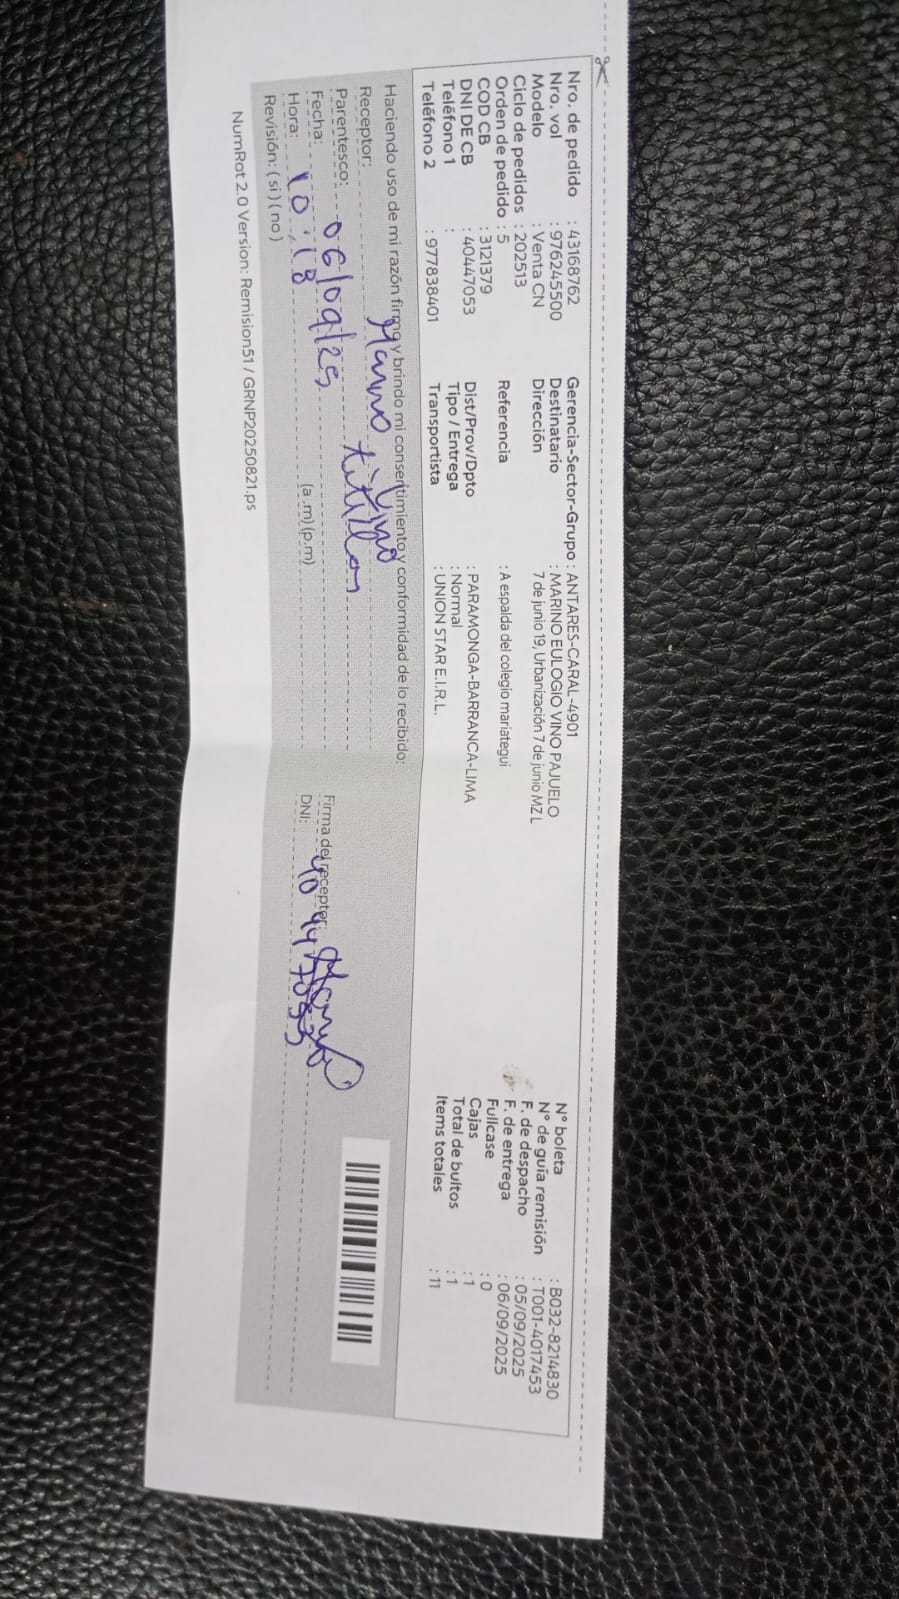 Nro. de pedido : 43168762 Gerencia-Sector-Grupo : ANTARES-CARAL-4901 N° boleta : B032-8214830
Nro. vol : 976245500 Destinatario : MARINO EULOGIO VINO PAJUELO N° de guía remisión : T001-4017453
Modelo : Venta CN Dirección 7 de junio 19, Urbanización 7 de junio MZ L F. de despacho : 05/09/2025
Ciclo de pedidos : 202513 F. de entrega : 06/09/2025
Orden de pedido : 5 Referencia : A espalda del colegio mariategui Fullcase : 0
COD CB : 3121379 Cajas : 1
DNI DE CB : 40447053 Dist/Prov/Dpto : PARAMONGA-BARRANCA-LIMA Total de bultos : 1
Teléfono 1 : Tipo / Entrega : Normal Items totales : 11
Teléfono 2 : 977838401 Transportista : UNION STAR E.I.R.L.
Haciendo uso de mi razón firmo y brindo mi consentimiento y conformidad de lo recibido:
Receptor: Marino Vino
Parentesco: titular Firma del receptor:
Fecha: 06/09/25 DNI: 40447053
Hora: 10:18 (a .m) (p.m)
Revisión: ( si ) ( no )
NumRot 2.0 Version: Remision51 / GRNP20250821.ps